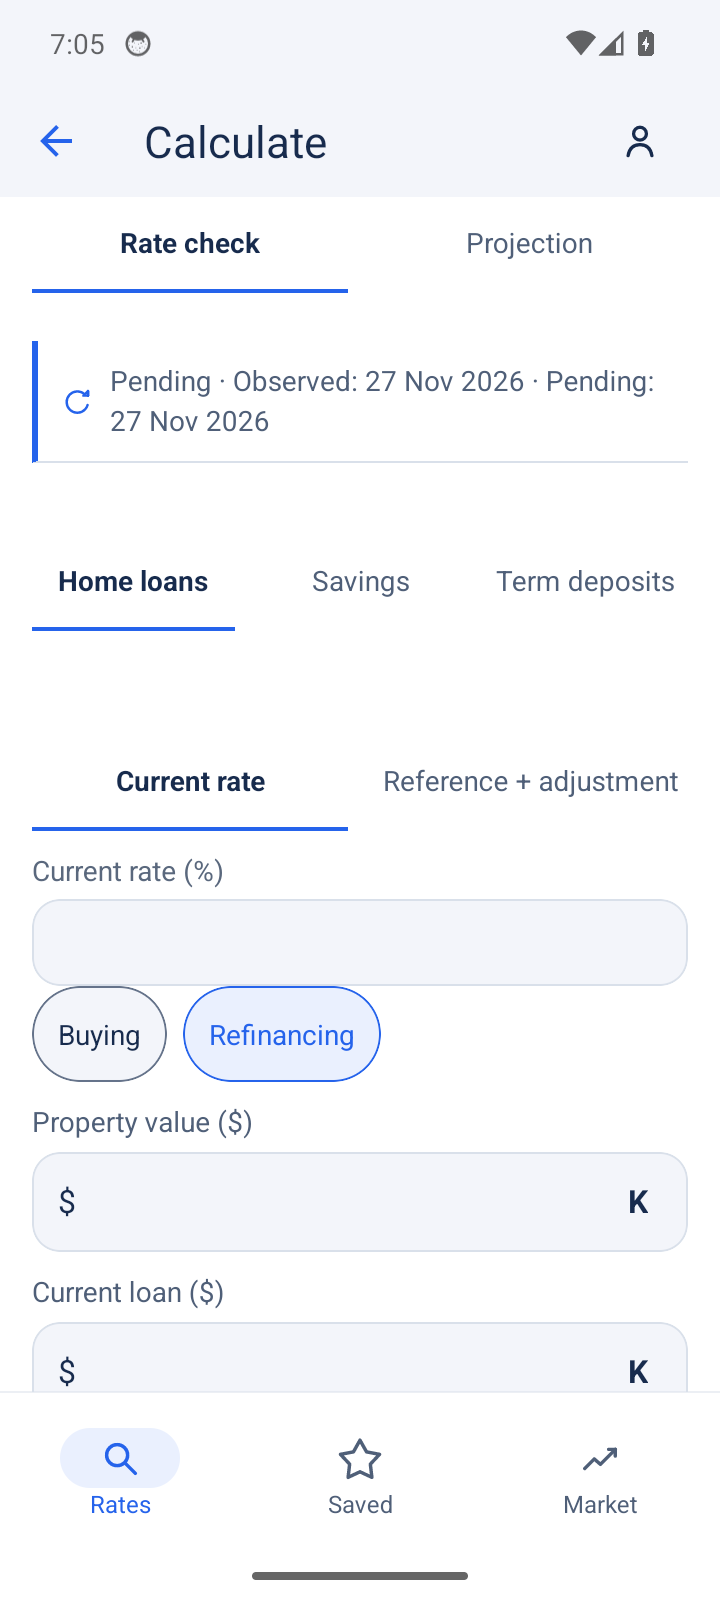 7:05
Calculate
Rate check
Projection
Pending · Observed: 27 Nov 2026 · Pending:
27 Nov 2026
Home loans
Savings
Term deposits
Current rate
Reference + adjustment
Current rate (%)
Buying
Refinancing
Property value ($)
$ K
Current loan ($)
$ K
Rates
Saved
Market